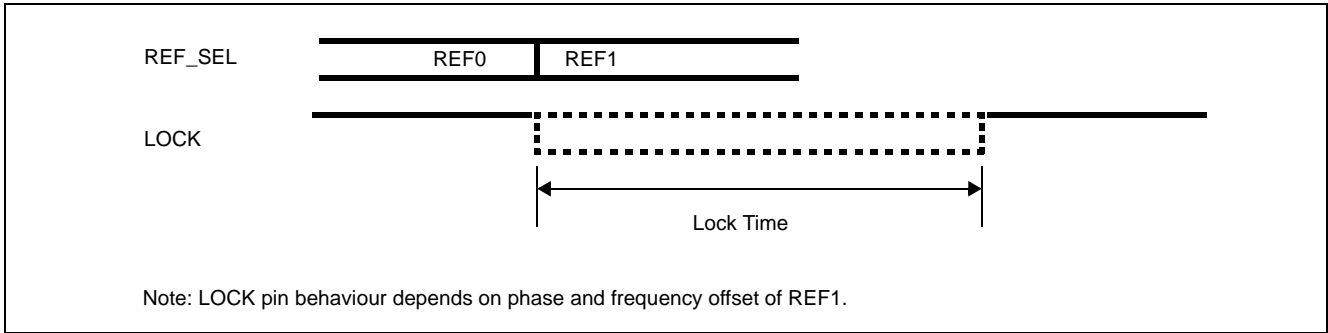 REF_SEL
REF0
REF1
LOCK
Lock Time
Note: LOCK pin behaviour depends on phase and frequency offset of REF1.